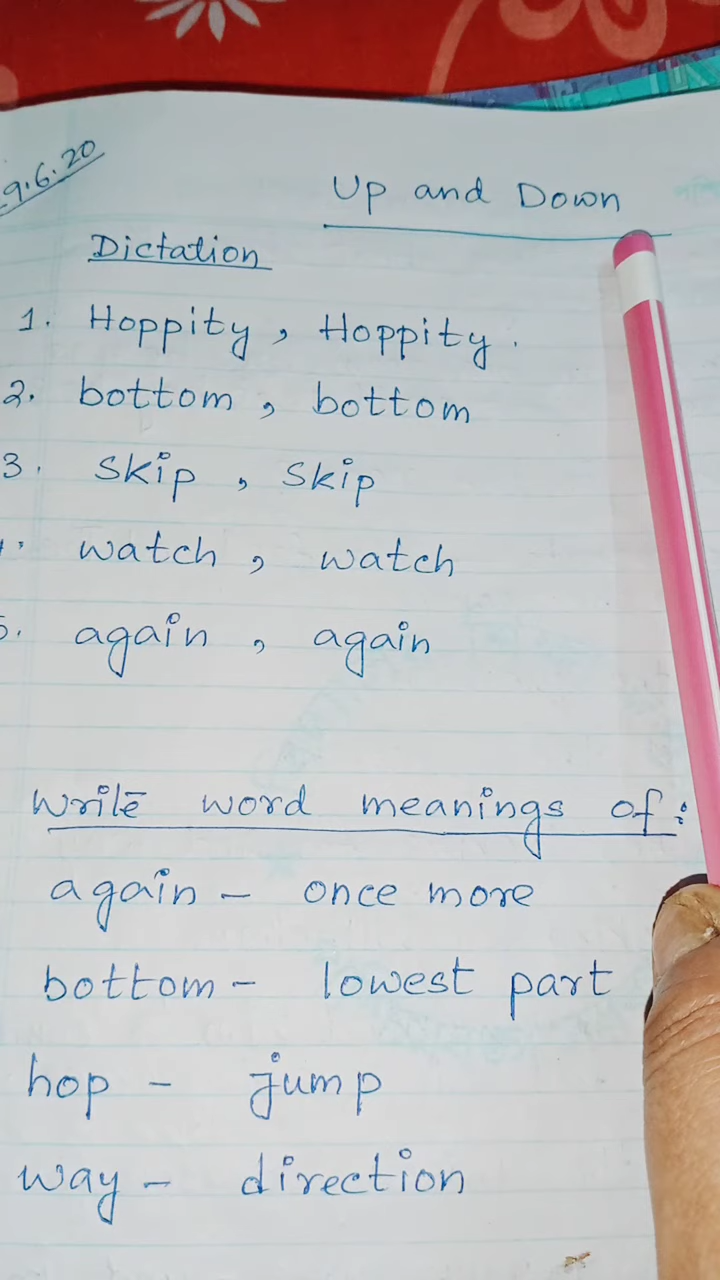 9.6.20
Up and Down
Dictation
1. Hoppity, Hoppity.
2. bottom, bottom
3. skip, skip
watch, watch
5. again, again
Write word meanings of:
again - once more
bottom - lowest part
hop - jump
way - direction